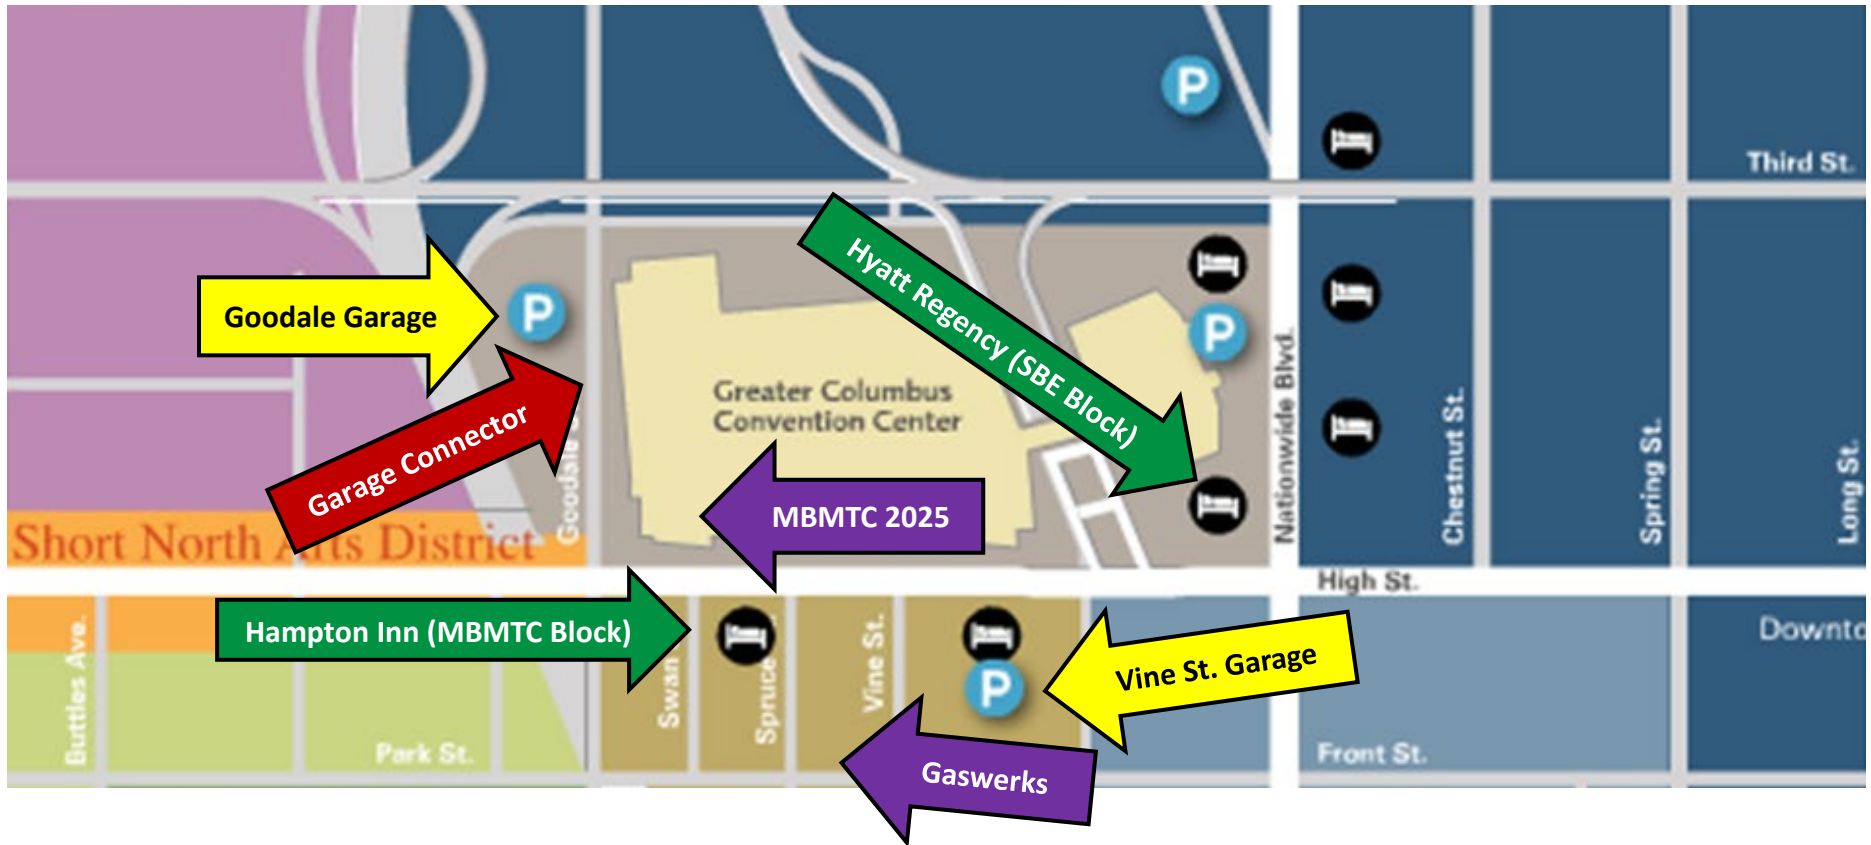 P
Third St.
Hyatt Regency (SBE Block)
Goodale Garage
P
P
Garage Connector
Greater Columbus
Convention Center
Nationwide Blvd.
Chestnut St.
Spring St.
Long St.
Goodale
MBMTC 2025
Short North Arts District
High St.
Hampton Inn (MBMTC Block)
Buttles Ave.
Swan
Spruce
Vine St.
P
Vine St. Garage
Downto
Park St.
Front St.
Gaswerks